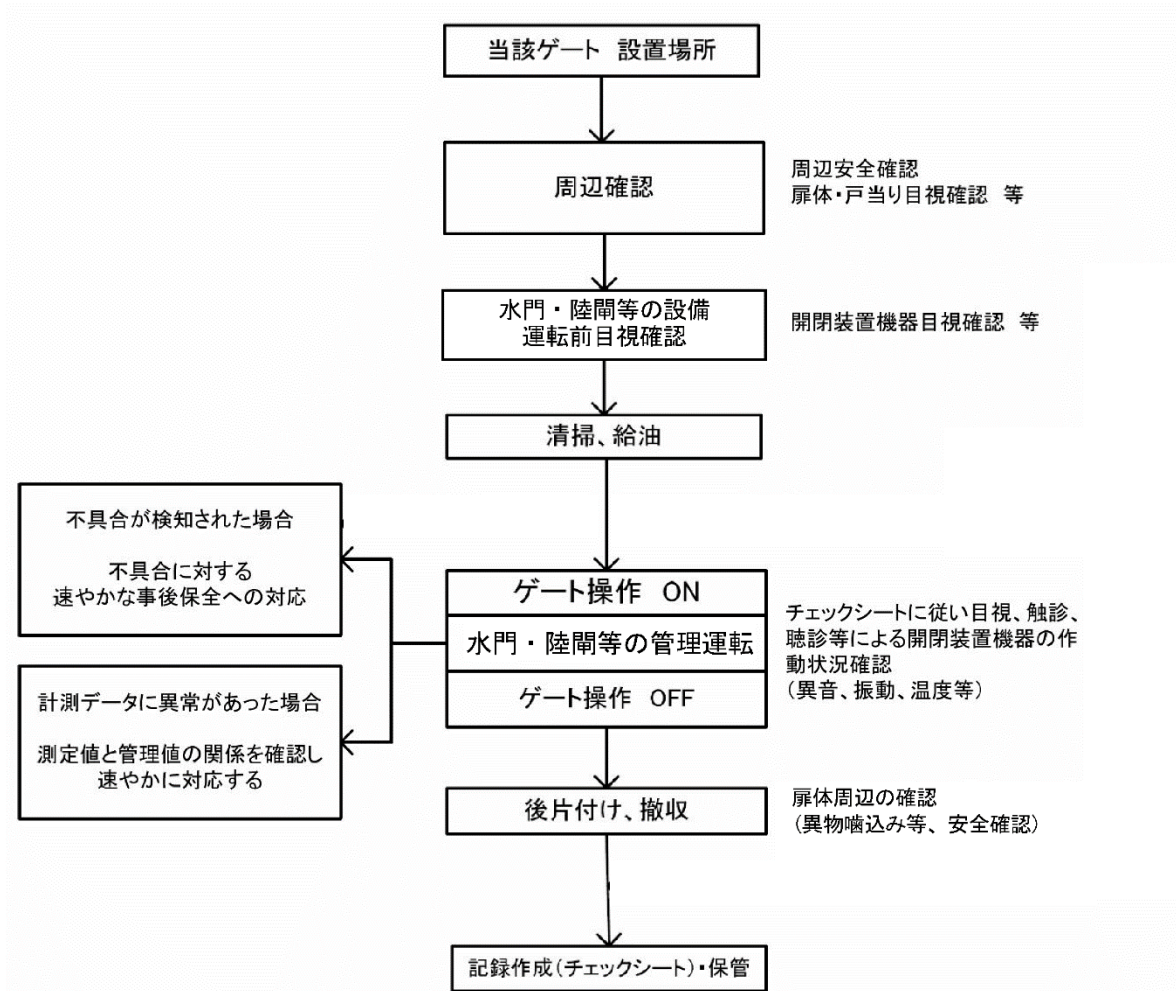 当該ゲート 設置場所
周辺確認
周辺安全確認
扉体・戸当り目視確認 等
水門・陸閘等の設備
運転前目視確認
開閉装置機器目視確認 等
清掃、給油
不具合が検知された場合
不具合に対する
速やかな事後保全への対応
ゲート操作 ON
水門・陸閘等の管理運転
ゲート操作 OFF
チェックシートに従い目視、触診、
聴診等による開閉装置機器の作
動状況確認
(異音、振動、温度等)
計測データに異常があった場合
測定値と管理値の関係を確認し
速やかに対応する
後片付け、撤収
扉体周辺の確認
(異物噛込み等、安全確認)
記録作成(チェックシート)・保管